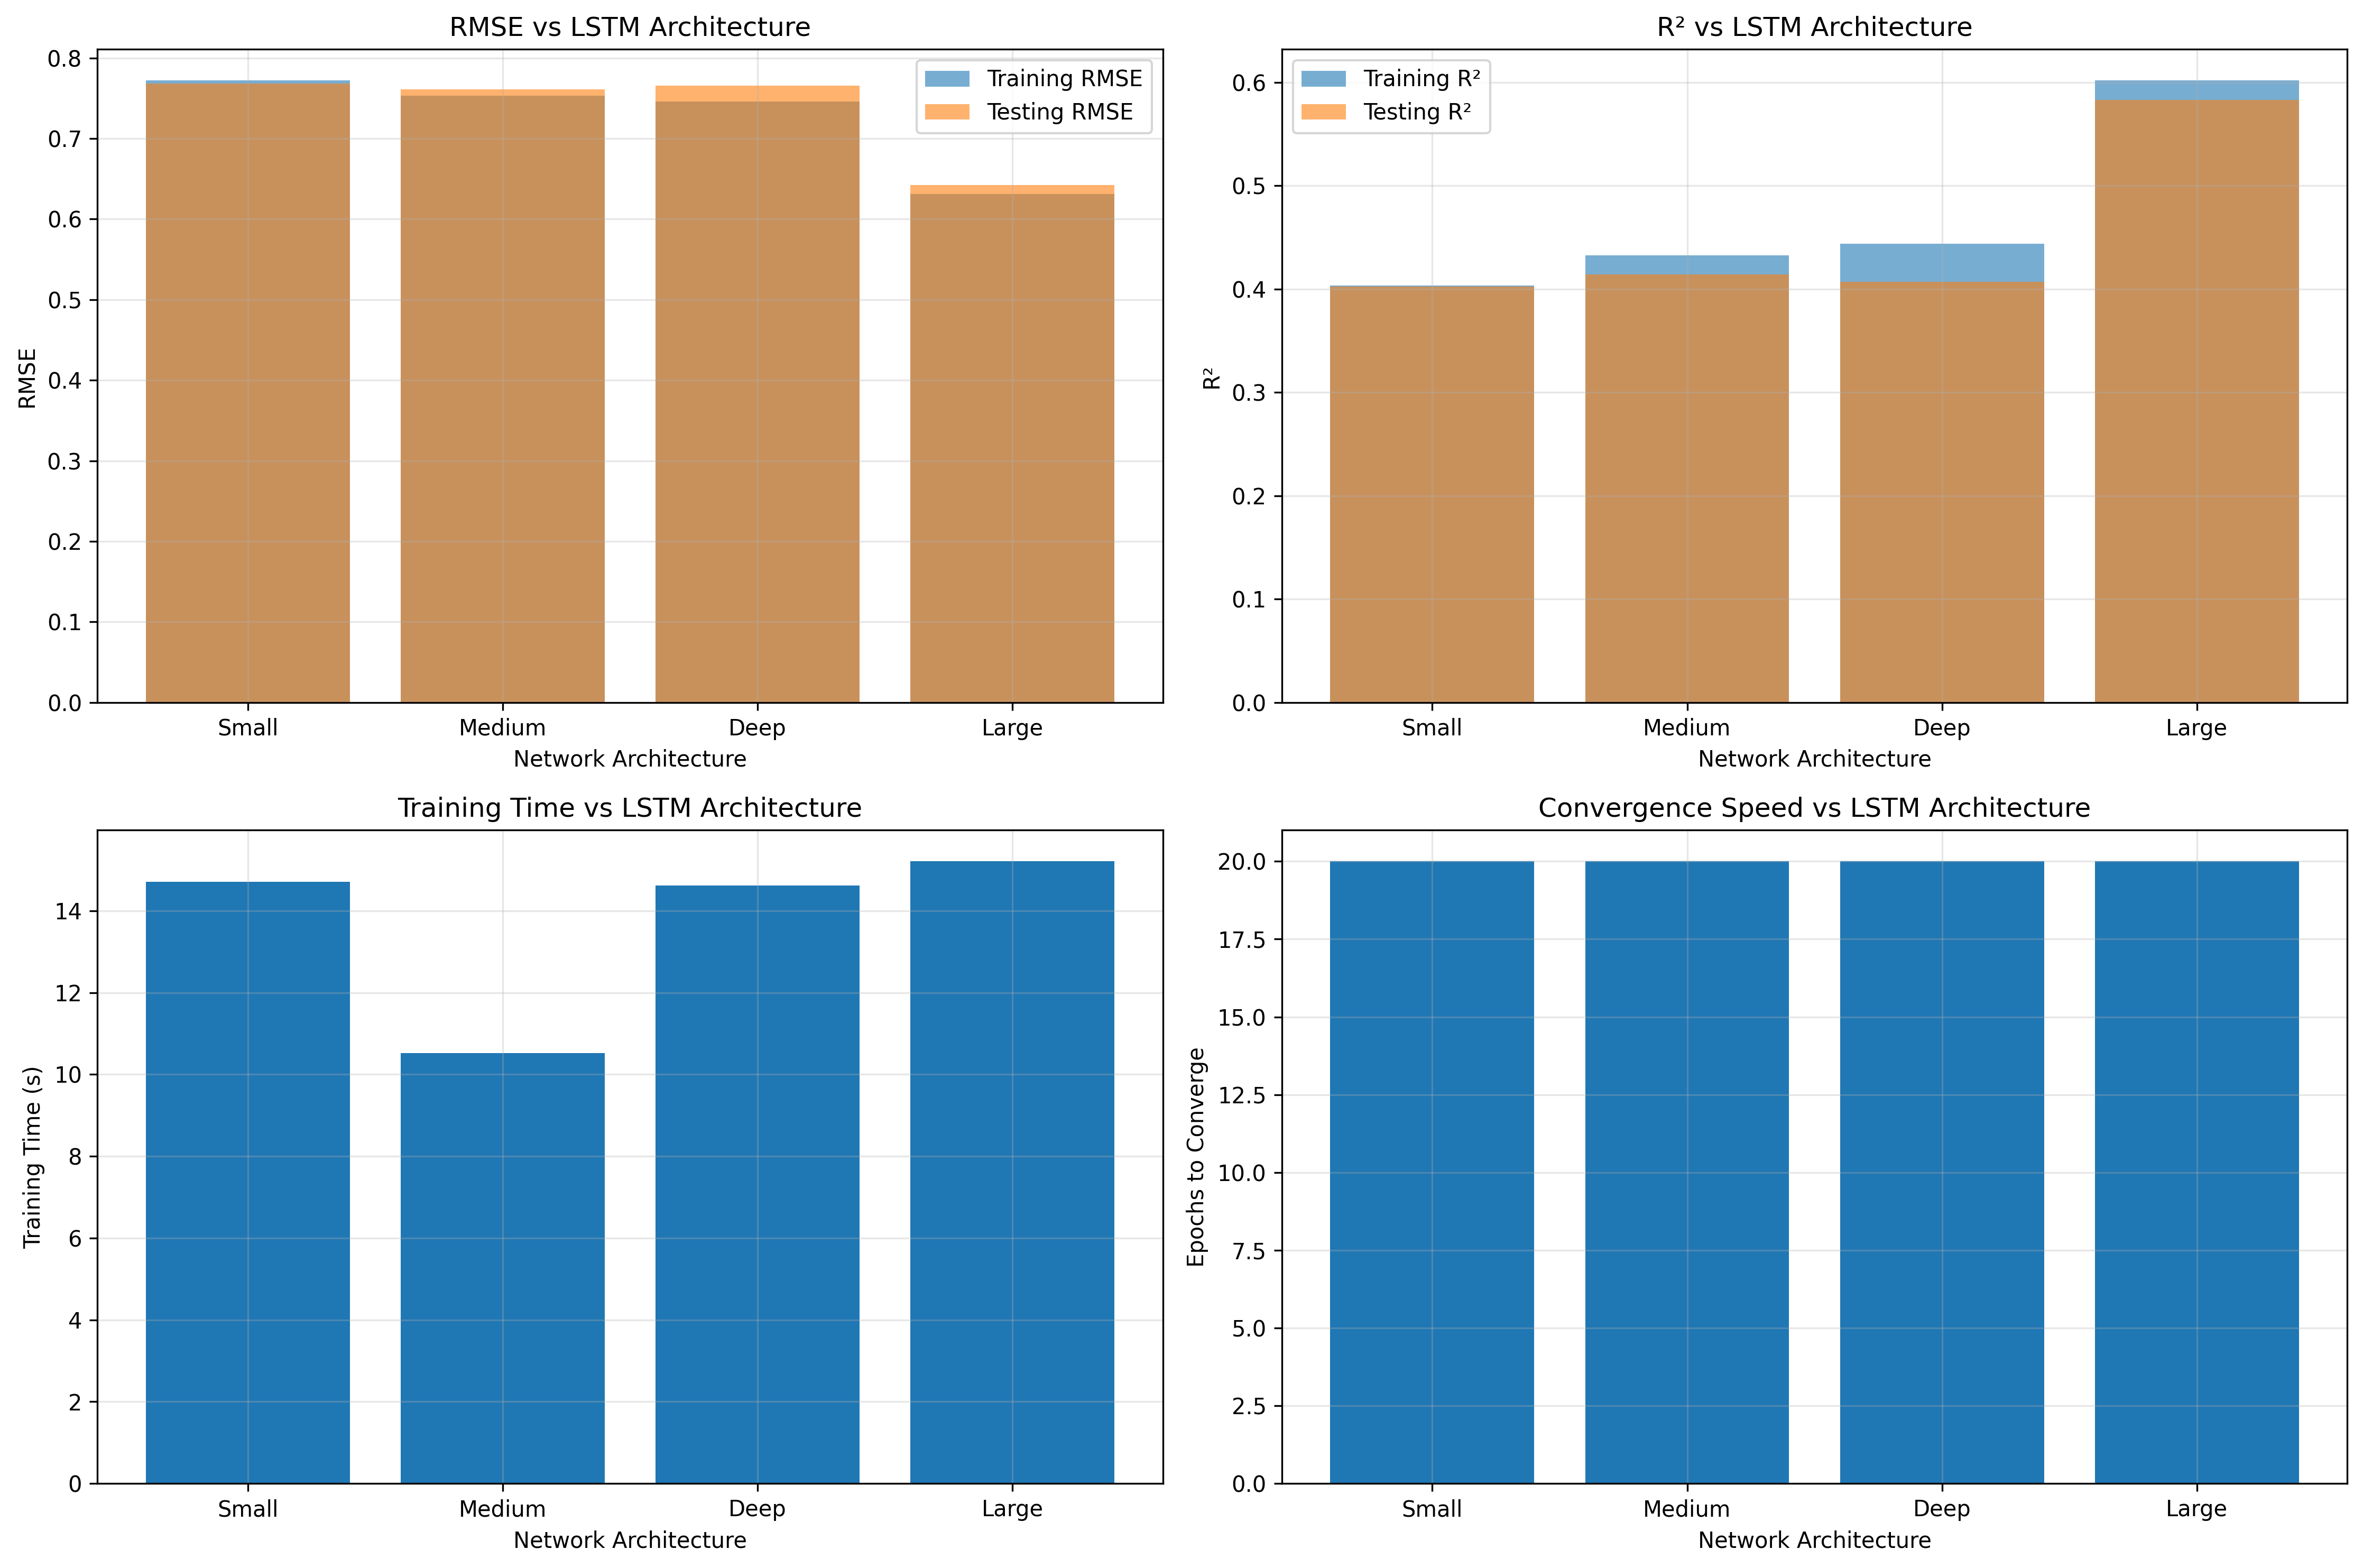 RMSE vs LSTM Architecture
0.8
0.7
0.6
0.5
0.4
0.3
0.2
0.1
0.0
RMSE
Training RMSE
Testing RMSE
Small Medium Deep Large
Network Architecture
R² vs LSTM Architecture
0.6
0.5
0.4
0.3
0.2
0.1
0.0
R²
Training R²
Testing R²
Small Medium Deep Large
Network Architecture
Training Time vs LSTM Architecture
14
12
10
8
6
4
2
0
Training Time (s)
Small Medium Deep Large
Network Architecture
Convergence Speed vs LSTM Architecture
20.0
17.5
15.0
12.5
10.0
7.5
5.0
2.5
0.0
Epochs to Converge
Small Medium Deep Large
Network Architecture